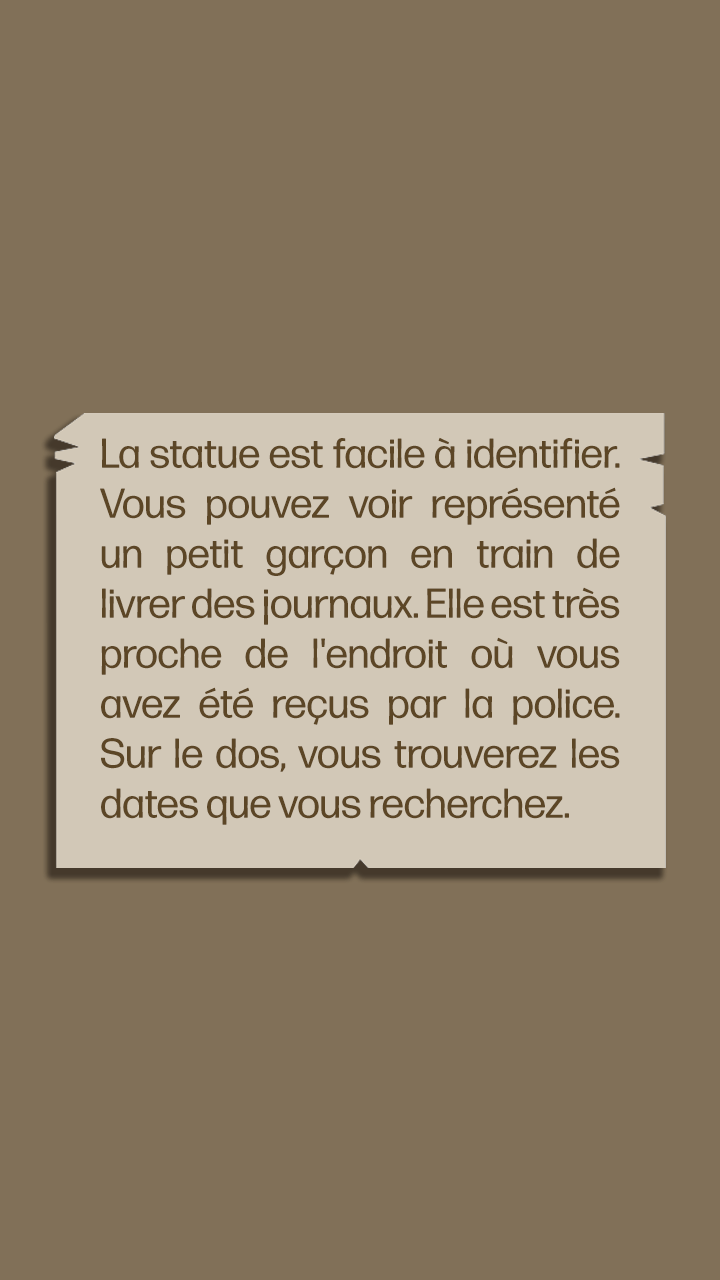 La statue est facile à identifier.
Vous pouvez voir représenté
un petit garçon en train de
livrer des journaux. Elle est très
proche de l'endroit où vous
avez été reçus par la police.
Sur le dos, vous trouverez les
dates que vous recherchez.